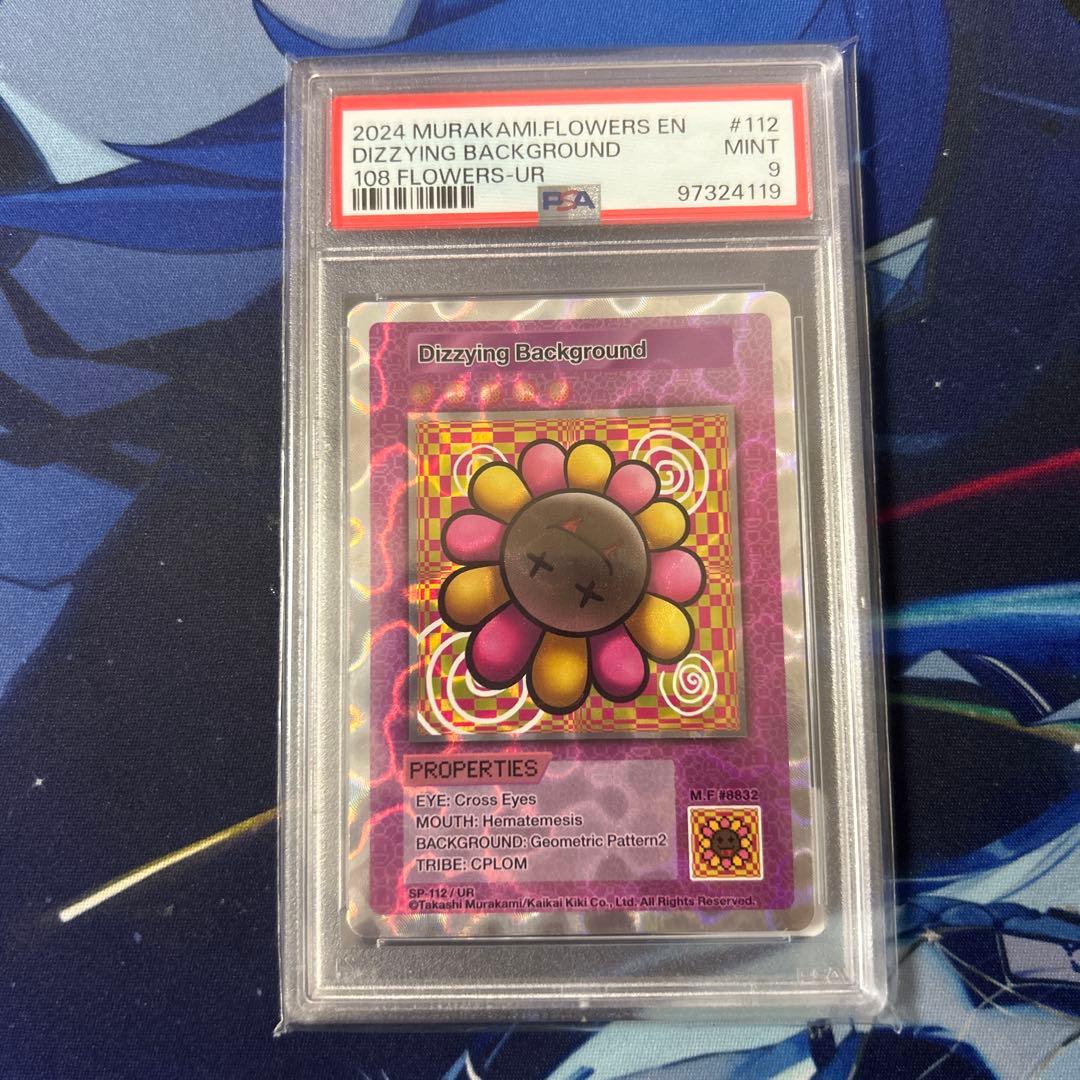 2024 MURAKAMI.FLOWERS EN #112
DIZZYING BACKGROUND MINT
108 FLOWERS-UR 9
PSA 97324119
Dizzying Background
PROPERTIES
EYE: Cross Eyes
MOUTH: Hematemesis
BACKGROUND: Geometric Pattern2
TRIBE: CPLOM
M.F #8832
SP-112 / UR
©Takashi Murakami/Kaikai Kiki Co., Ltd. All Rights Reserved.
PSA